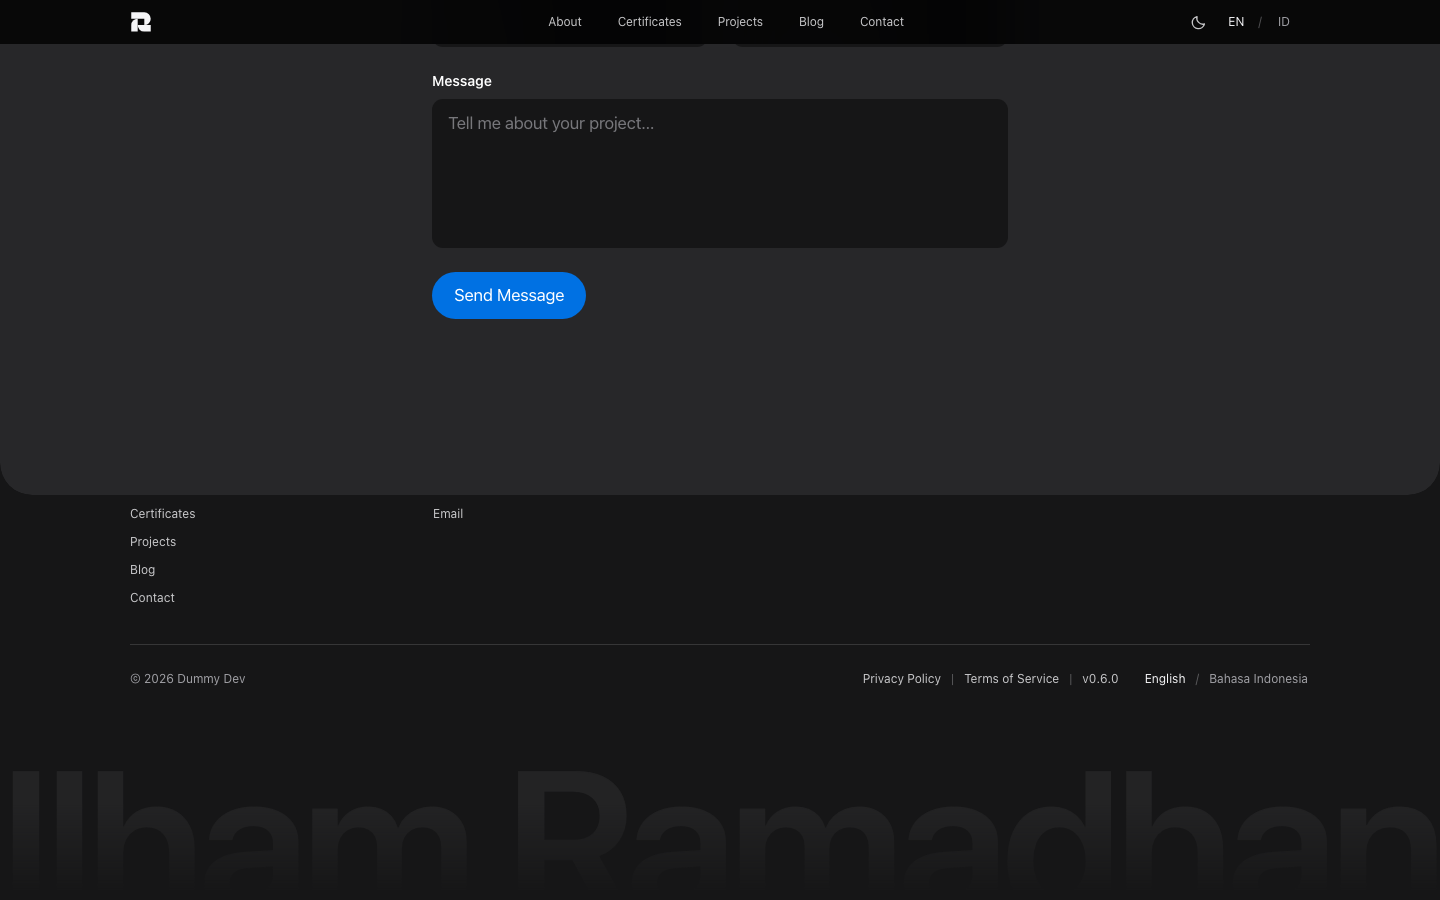 About Certificates Projects Blog Contact EN / ID
Message
Tell me about your project...
Send Message
Certificates Email
Projects
Blog
Contact
© 2026 Dummy Dev Privacy Policy | Terms of Service | v0.6.0 English / Bahasa Indonesia
Ilham Ramadhan